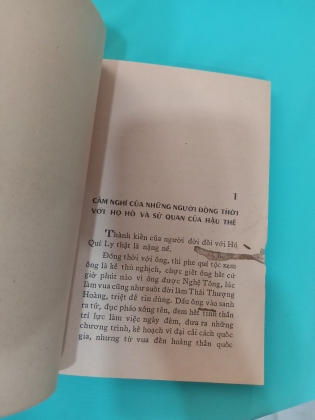 I
CẢM NGHĨ CỦA NHỮNG NGƯỜI ĐỒNG THỜI
VỚI HỌ HỒ VÀ SỬ QUAN CỦA HẬU THẾ
Thành kiến của người đời đối với Hồ
Quí Ly thật là nặng nề.
Đồng thời với ông, thì phe quí tộc xem
ông là kẻ thù nghịch, chực giết ông bất cứ
giờ phút nào vì ông được Nghệ Tông, lúc
làm vua cũng như suốt đời làm Thái Thượng
Hoàng, triệt để tin dùng. Dầu ông vào sanh
ra tử, đục pháo xông tên, đem hết tinh thần
trí lực làm việc ngày đêm, đưa ra những
chương trình, kế hoạch vĩ đại cải cách quốc
gia, nhưng từ vua đến hoàng thân quốc